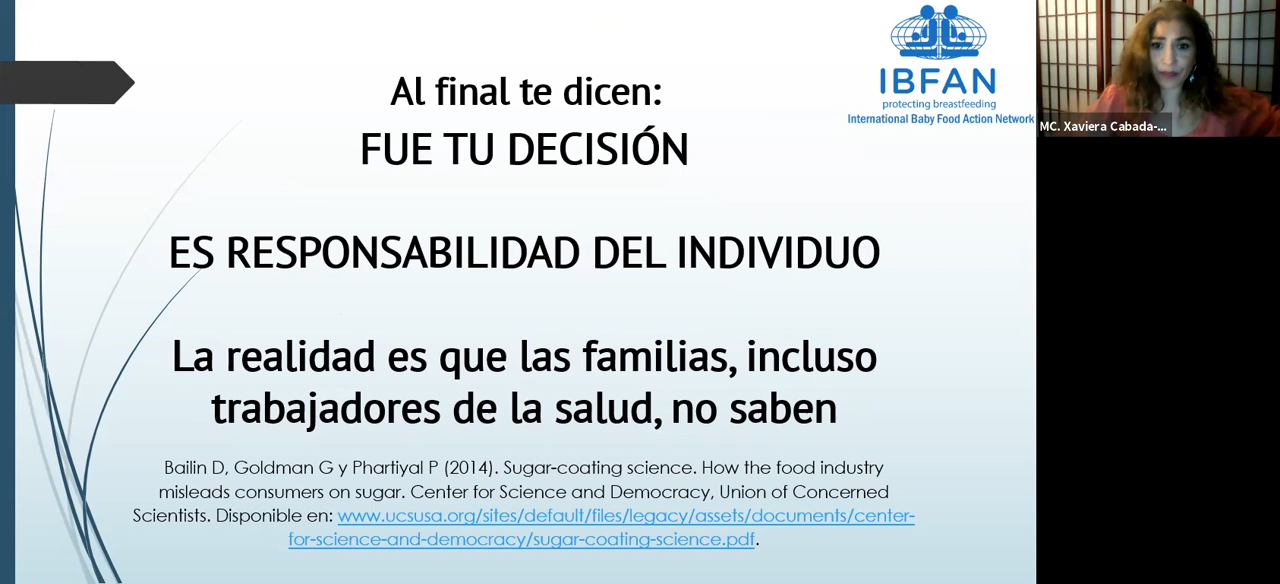 Al final te dicen:
FUE TU DECISIÓN
ES RESPONSABILIDAD DEL INDIVIDUO
La realidad es que las familias, incluso
trabajadores de la salud, no saben
Bailin D, Goldman G y Phartiyal P (2014). Sugar-coating science. How the food industry
misleads consumers on sugar. Center for Science and Democracy, Union of Concerned
Scientists. Disponible en: www.ucsusa.org/sites/default/files/legacy/assets/documents/center-
for-science-and-democracy/sugar-coating-science.pdf.
IBFAN
protecting breastfeeding
International Baby Food Action Network
MC. Xaviera Cabada-...